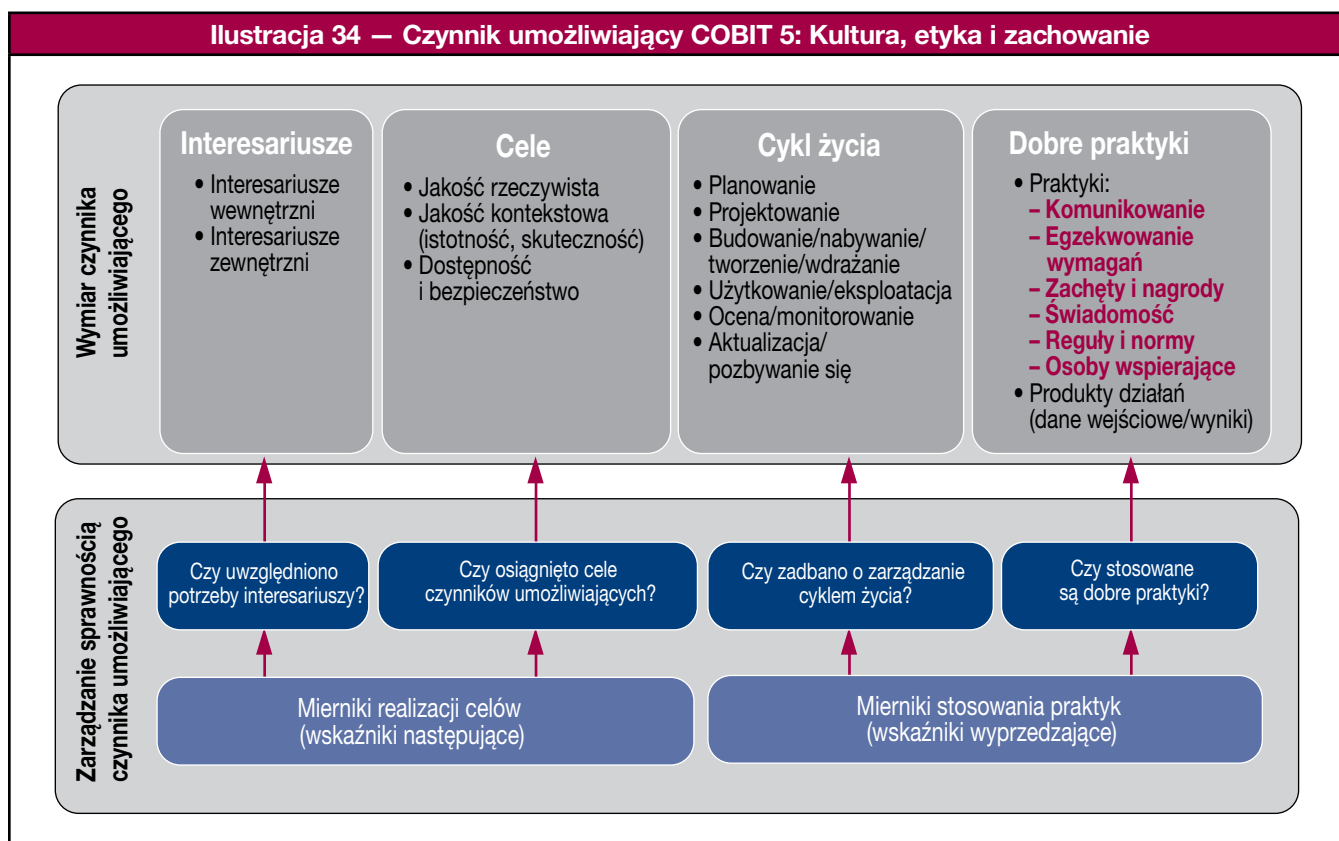 Ilustracja 34 — Czynnik umożliwiający COBIT 5: Kultura, etyka i zachowanie
Wymiar czynnika
umożliwiającego
Interesariusze
• Interesariusze
wewnętrzni
• Interesariusze
zewnętrzni
Cele
• Jakość rzeczywista
• Jakość kontekstowa
(istotność, skuteczność)
• Dostępność
i bezpieczeństwo
Cykl życia
• Planowanie
• Projektowanie
• Budowanie/nabywanie/
tworzenie/wdrażanie
• Użytkowanie/eksploatacja
• Ocena/monitorowanie
• Aktualizacja/
pozbywanie się
Dobre praktyki
• Praktyki:
– Komunikowanie
– Egzekwowanie
wymagań
– Zachęty i nagrody
– Świadomość
– Reguły i normy
– Osoby wspierające
• Produkty działań
(dane wejściowe/wyniki)
Zarządzanie sprawnością
czynnika umożliwiającego
Czy uwzględniono
potrzeby interesariuszy?
Czy osiągnięto cele
czynników umożliwiających?
Czy zadbano o zarządzanie
cyklem życia?
Czy stosowane
są dobre praktyki?
Mierniki realizacji celów
(wskaźniki następujące)
Mierniki stosowania praktyk
(wskaźniki wyprzedzające)